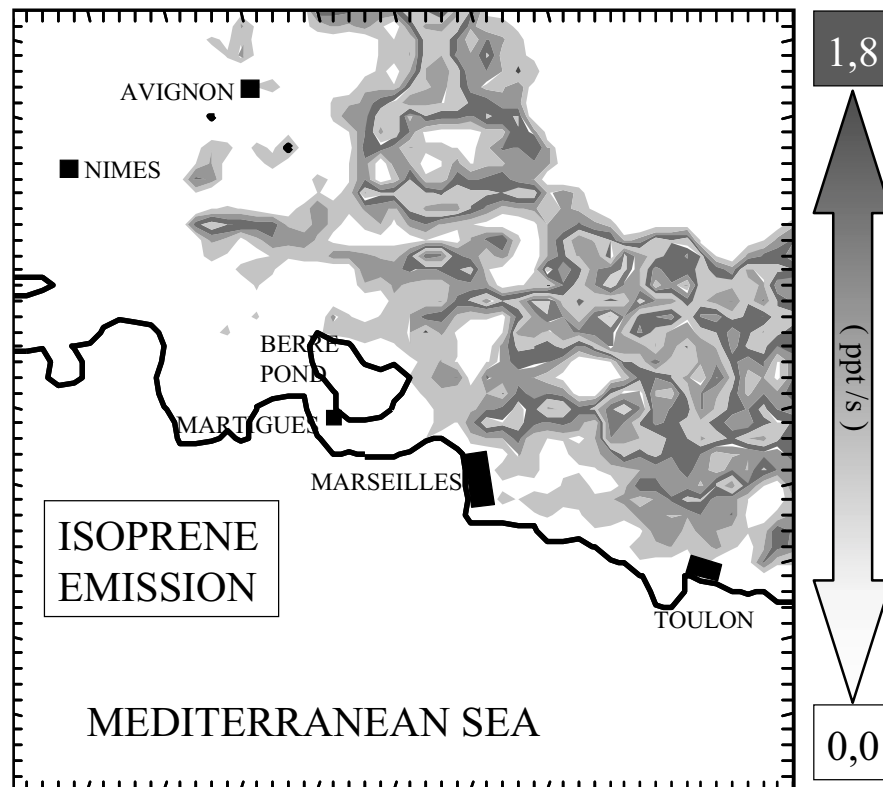 1,8
AVIGNON
NIMES
( ppt/s )
BERRE
POND
MARTIGUES
MARSEILLES
ISOPRENE
EMISSION
TOULON
MEDITERRANEAN SEA
0,0